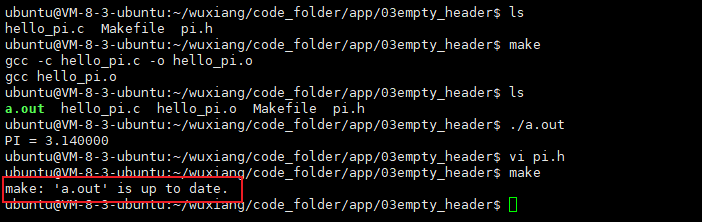 ubuntu@VM-8-3-ubuntu:~/wuxiang/code_folder/app/03empty_header$ ls
hello_pi.c  Makefile  pi.h
ubuntu@VM-8-3-ubuntu:~/wuxiang/code_folder/app/03empty_header$ make
gcc -c hello_pi.c -o hello_pi.o
gcc hello_pi.o
ubuntu@VM-8-3-ubuntu:~/wuxiang/code_folder/app/03empty_header$ ls
a.out  hello_pi.c  hello_pi.o  Makefile  pi.h
ubuntu@VM-8-3-ubuntu:~/wuxiang/code_folder/app/03empty_header$ ./a.out
PI = 3.140000
ubuntu@VM-8-3-ubuntu:~/wuxiang/code_folder/app/03empty_header$ vi pi.h
ubuntu@VM-8-3-ubuntu:~/wuxiang/code_folder/app/03empty_header$ make
make: 'a.out' is up to date.
ubuntu@VM-8-3-ubuntu:~/wuxiang/code_folder/app/03empty_header$